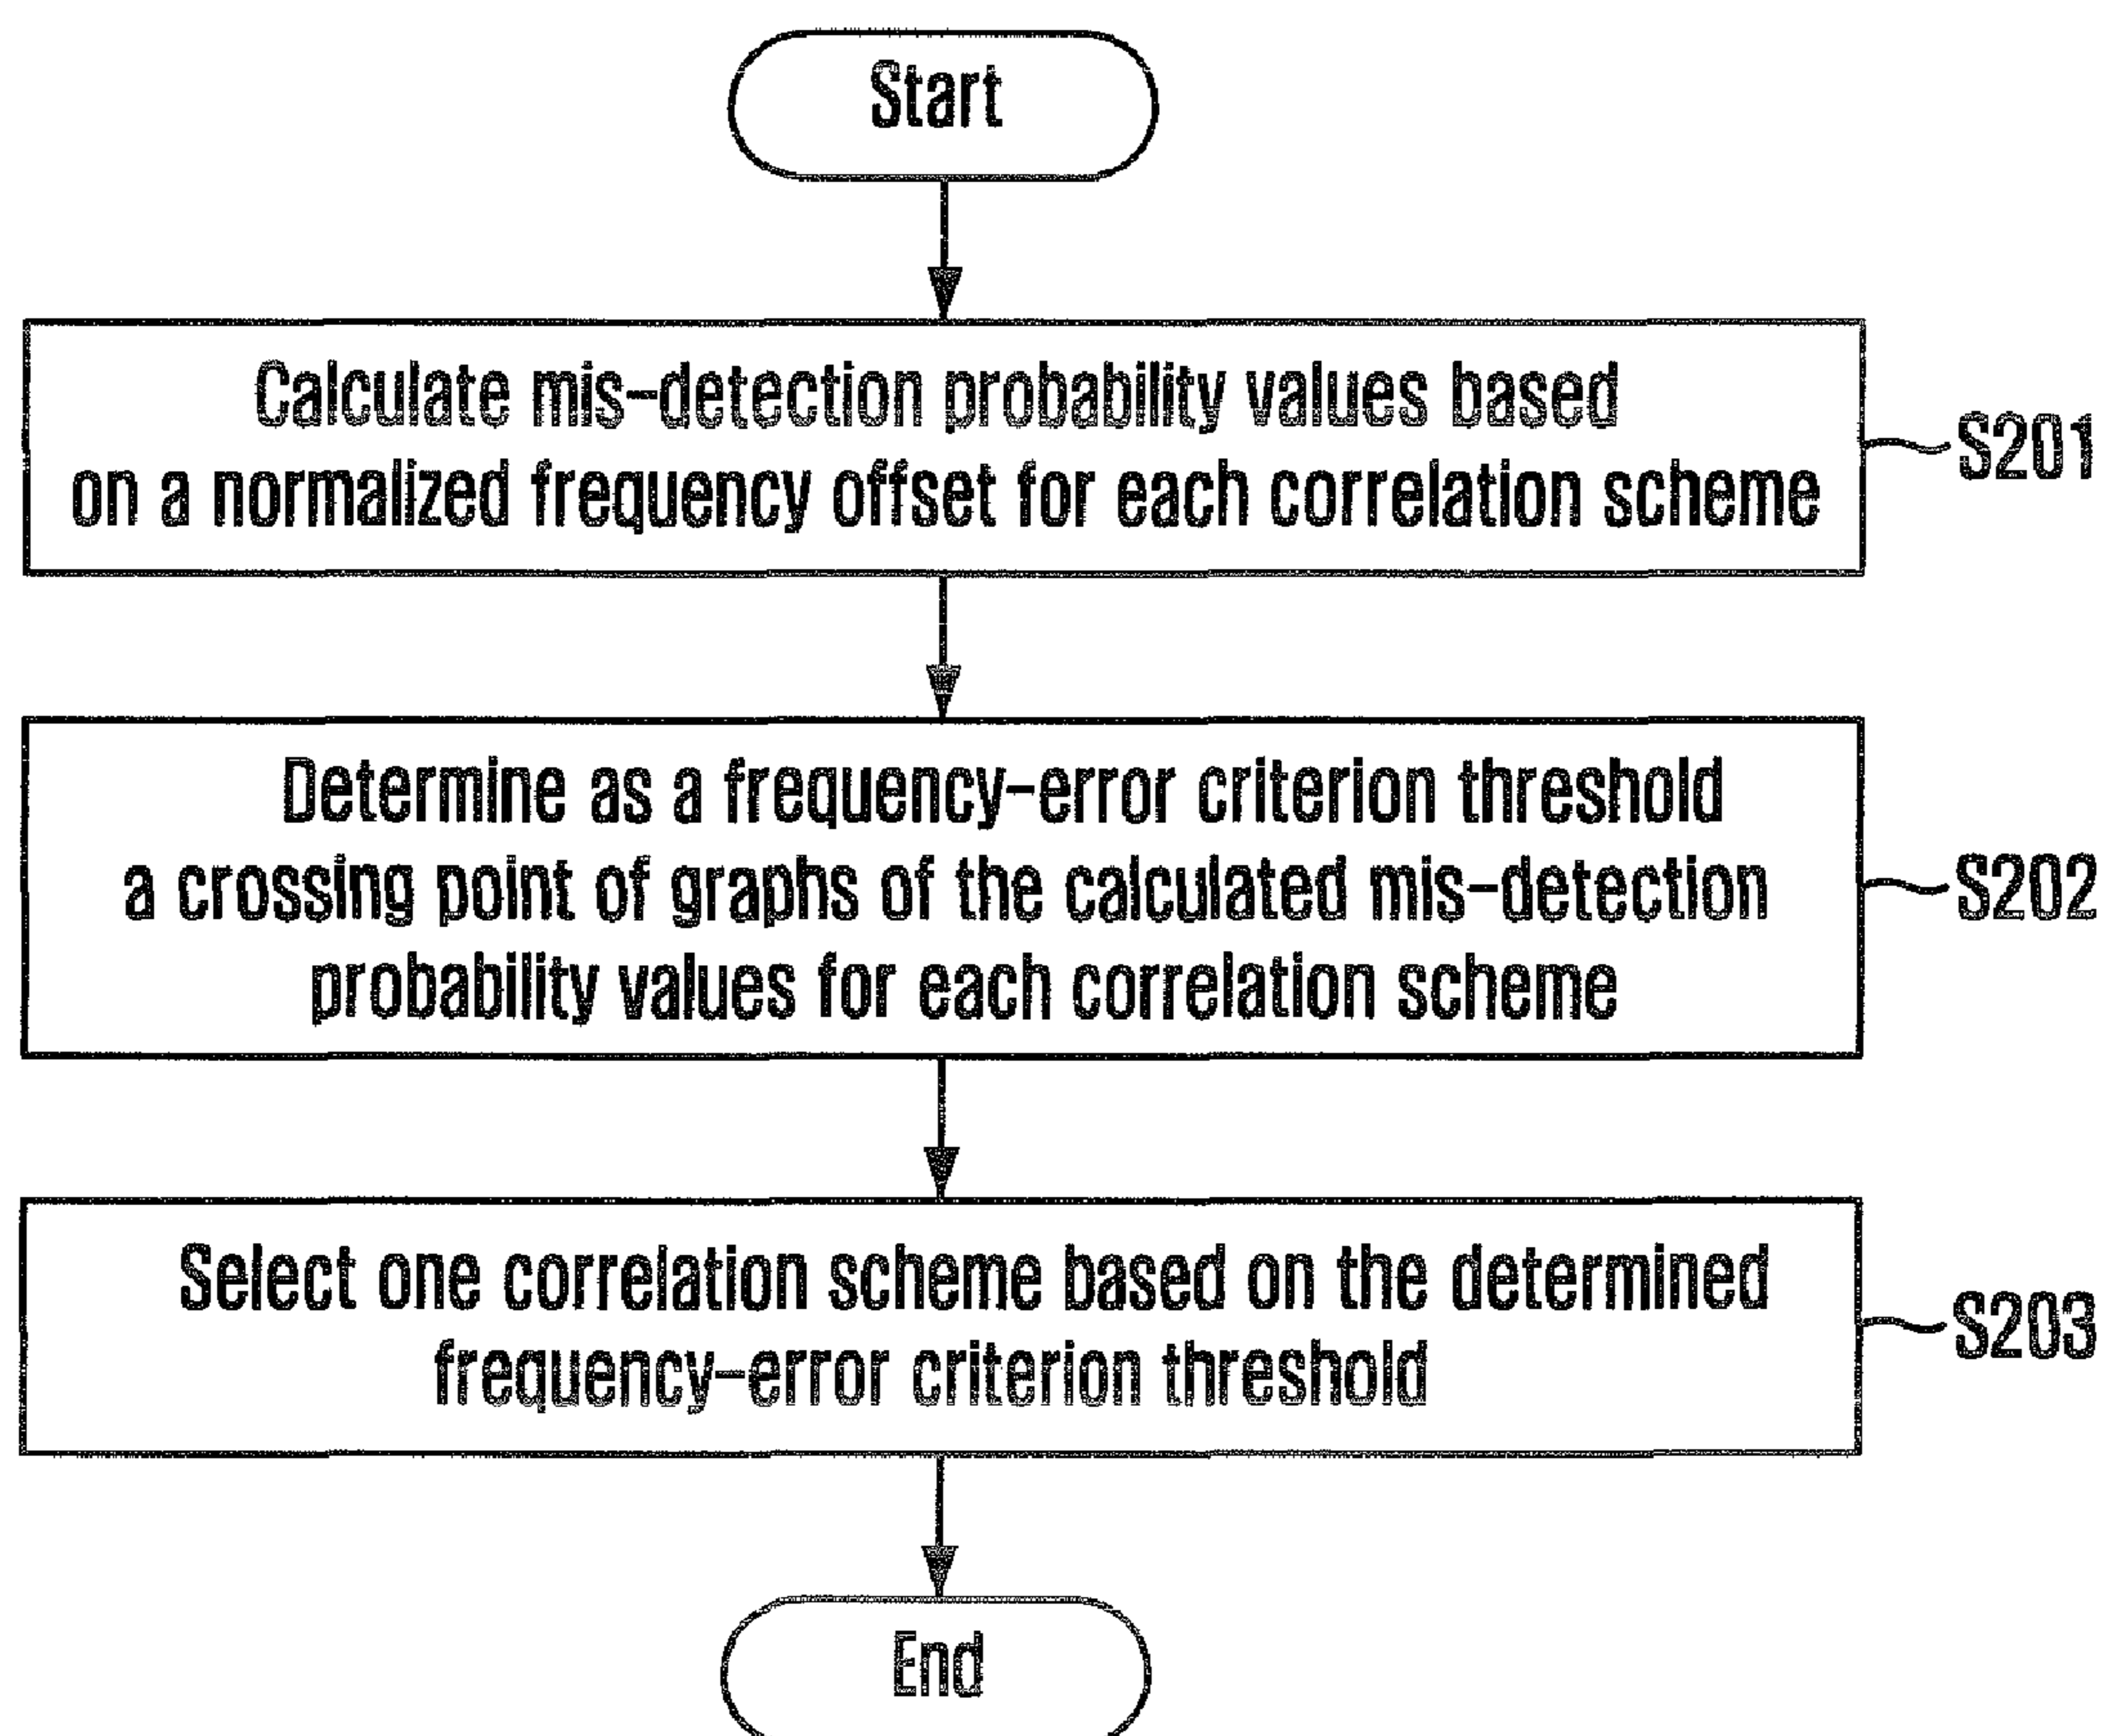 Start
Calculate mis-detection probability values based
on a normalized frequency offset for each correlation scheme
S201
Determine as a frequency-error criterion threshold
a crossing point of graphs of the calculated mis-detection
probability values for each correlation scheme
S202
Select one correlation scheme based on the determined
frequency-error criterion threshold
S203
End